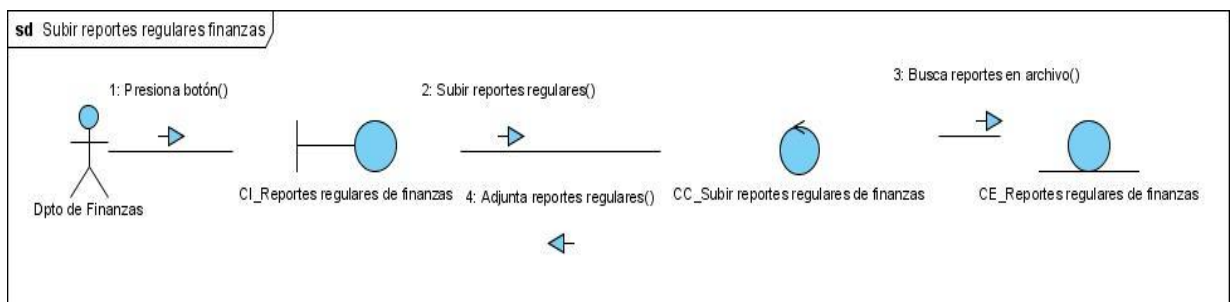 sd Subir reportes regulares finanzas
3: Busca reportes en archivo()
1: Presiona botón()
2: Subir reportes regulares()
CI_Reportes regulares de finanzas
4: Adjunta reportes regulares()
CC_Subir reportes regulares de finanzas
CE_Reportes regulares de finanzas
Dpto de Finanzas